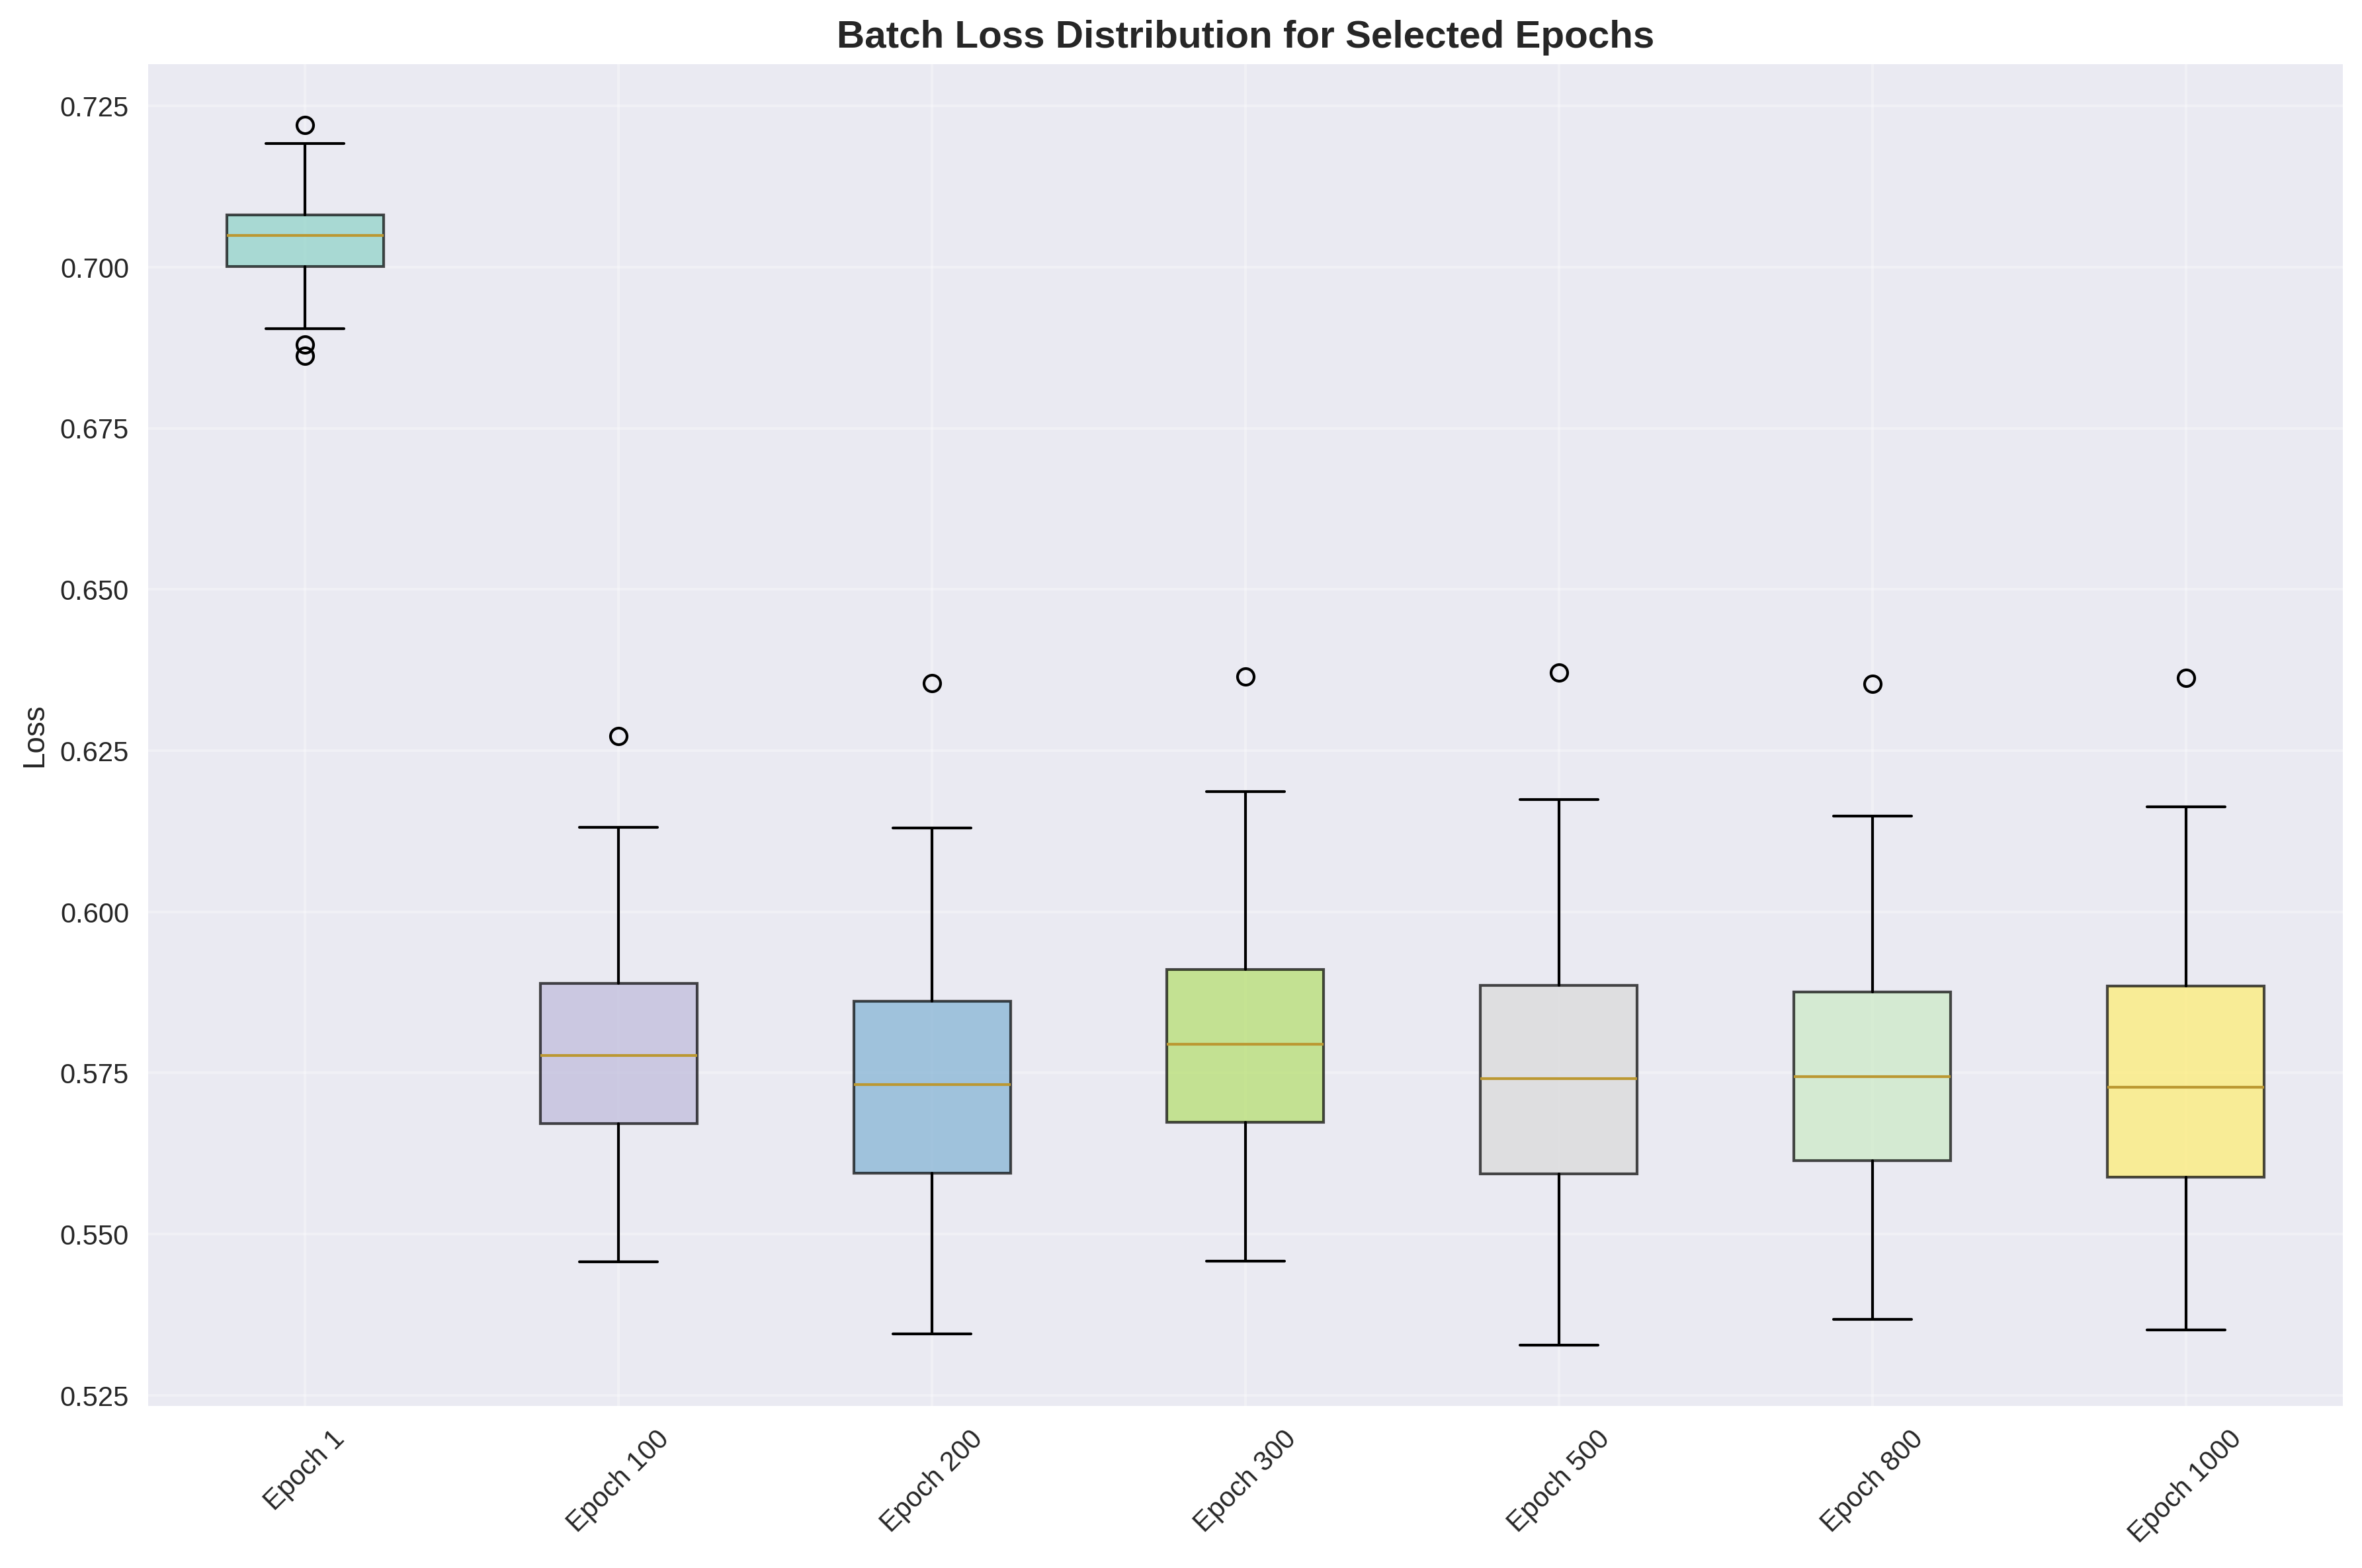 Batch Loss Distribution for Selected Epochs
Loss
0.725
0.700
0.675
0.650
0.625
0.600
0.575
0.550
0.525
Epoch 1
Epoch 100
Epoch 200
Epoch 300
Epoch 500
Epoch 800
Epoch 1000